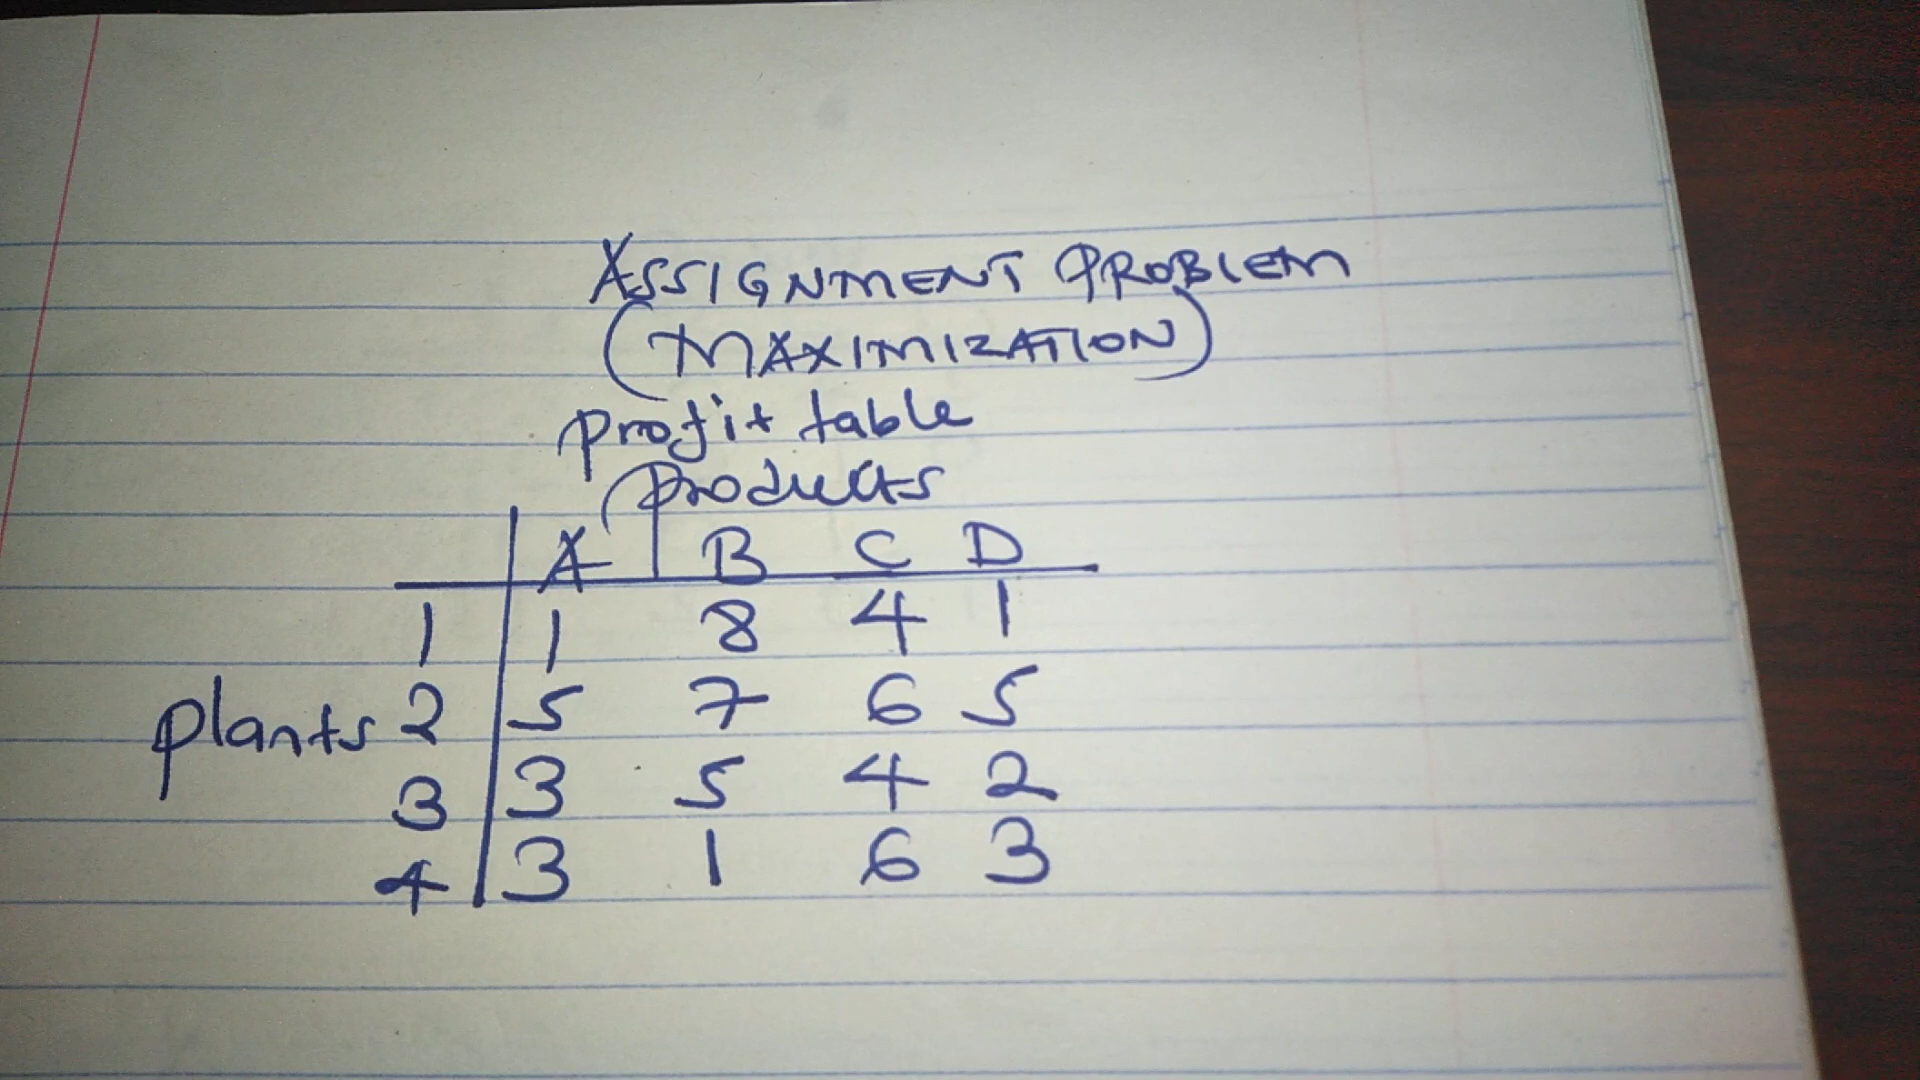 ASSIGNMENT PROBLEM
(MAXIMIZATION)
Profit table
Products
A B C D
1 1 8 4 1
plants 2 5 7 6 5
3 3 5 4 2
4 3 1 6 3